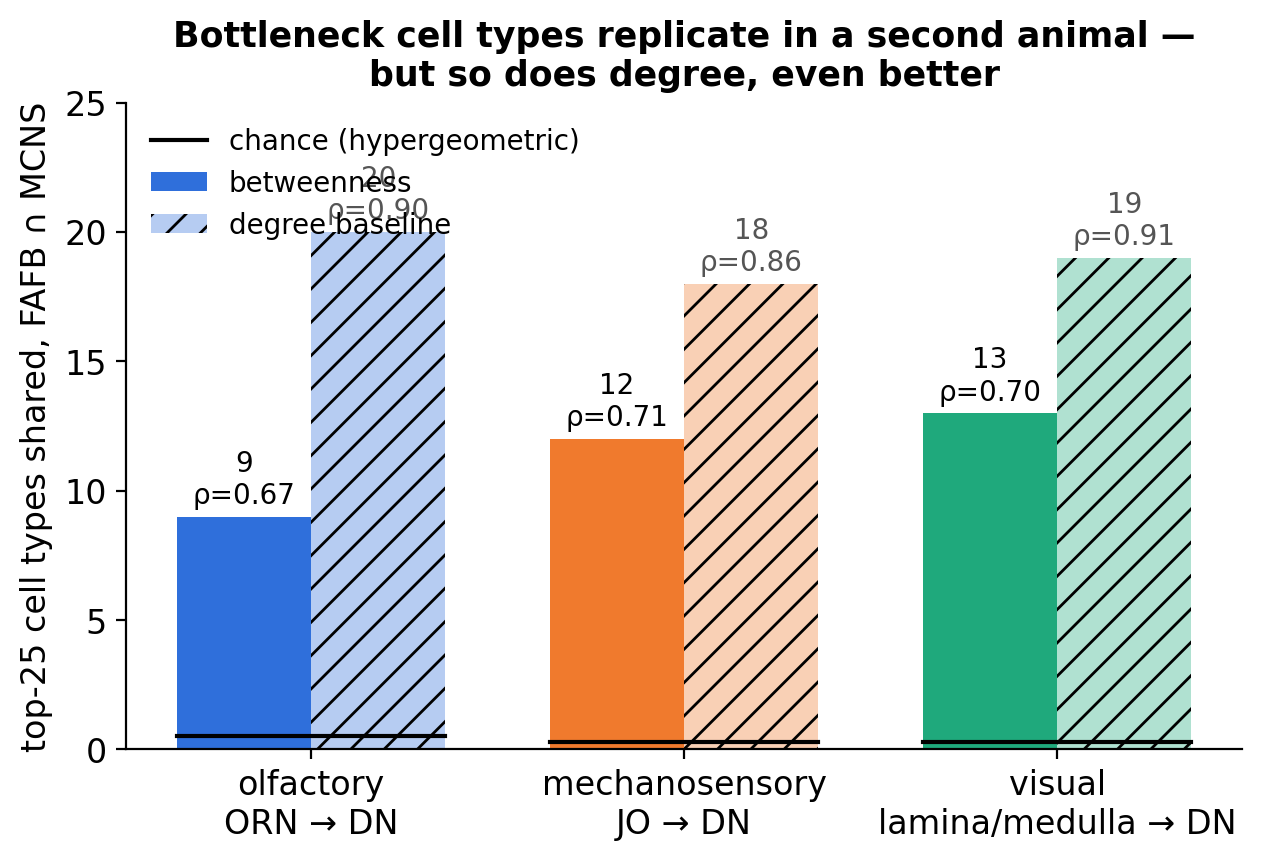 Bottleneck cell types replicate in a second animal —
but so does degree, even better
top-25 cell types shared, FAFB ∩ MCNS
25
20
15
10
5
0
chance (hypergeometric)
betweenness
degree baseline
9
ρ=0.67
20
ρ=0.90
12
ρ=0.71
18
ρ=0.86
13
ρ=0.70
19
ρ=0.91
olfactory
ORN → DN
mechanosensory
JO → DN
visual
lamina/medulla → DN